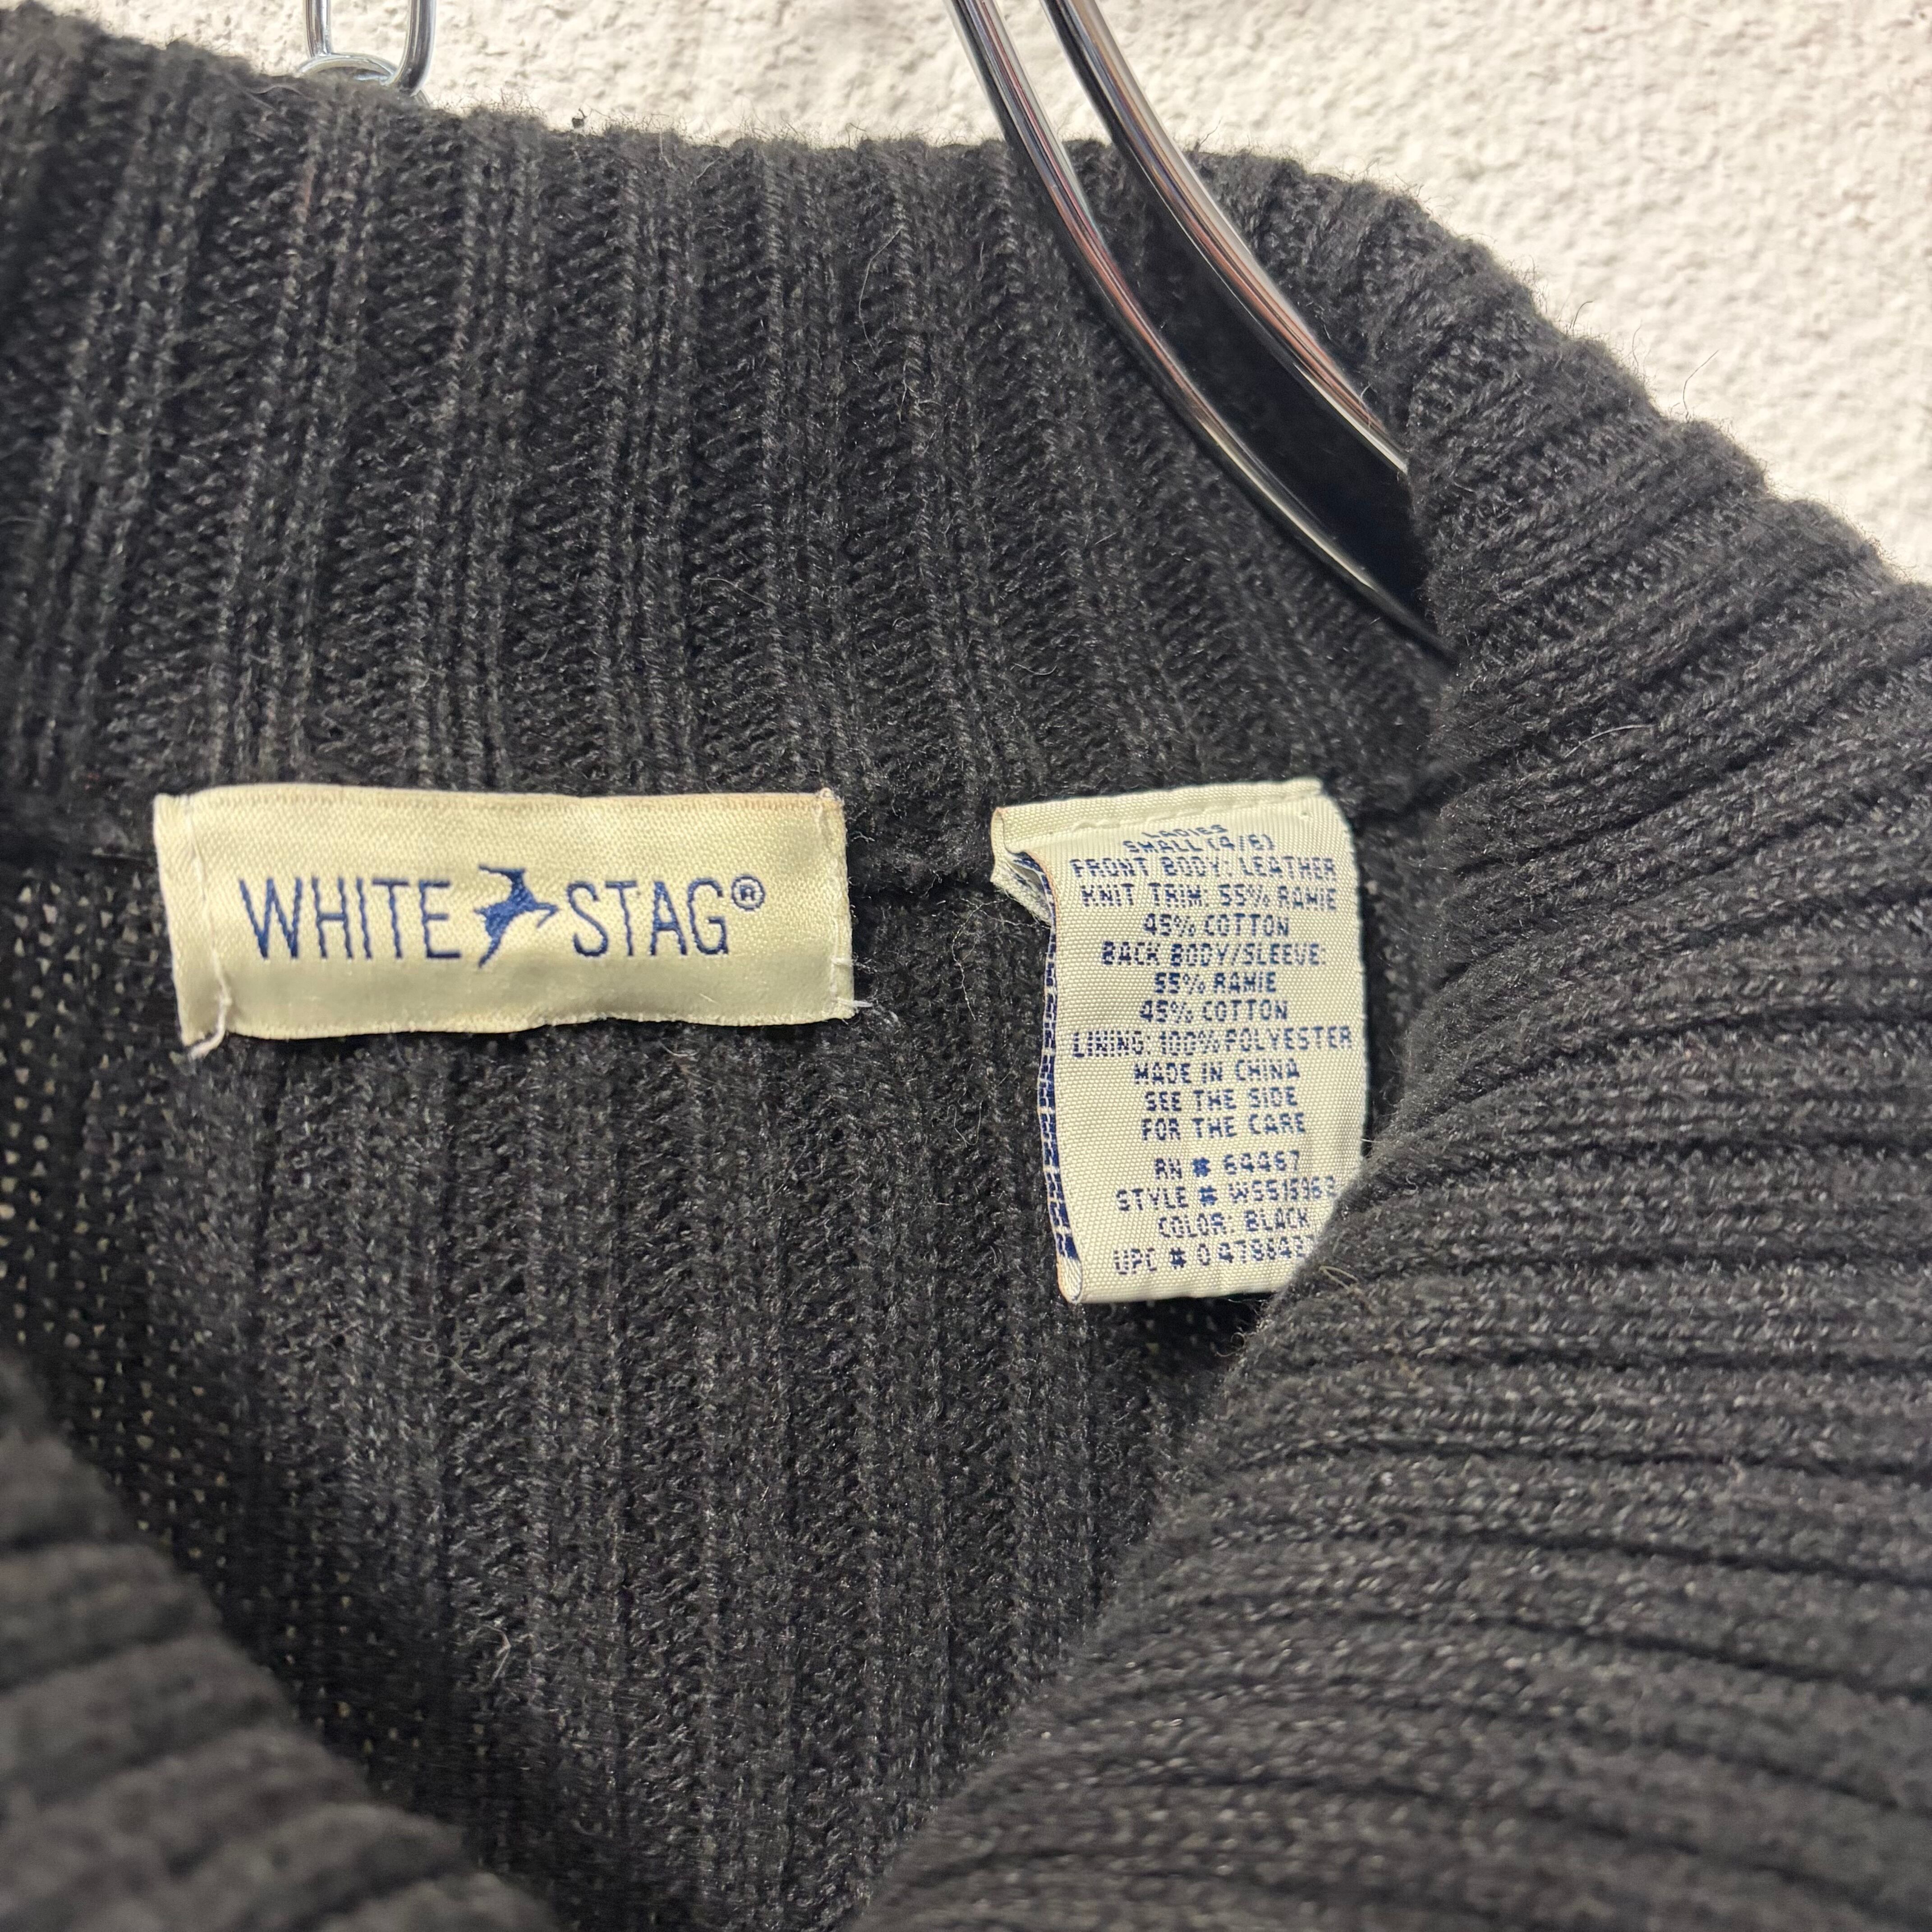 WHITE STAG®
LADIES
SMALL (4/6)
FRONT BODY: LEATHER
KNIT TRIM: 55% RAMIE
45% COTTON
BACK BODY/SLEEVE:
55% RAMIE
45% COTTON
LINING: 100% POLYESTER
MADE IN CHINA
SEE THE SIDE
FOR THE CARE
RN # 64467
STYLE #
COLOR: BLACK
UPC #